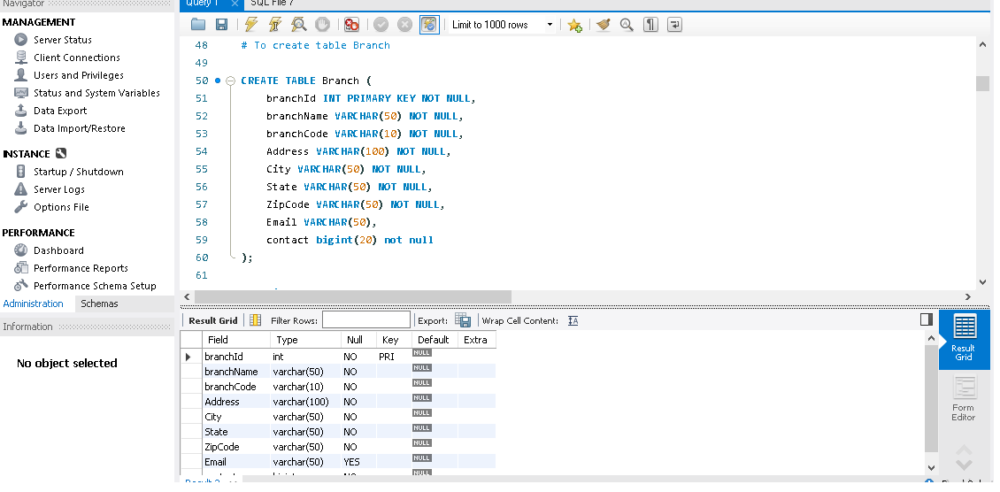 Navigator
Query 1 × SQL File 7
MANAGEMENT
Server Status
Client Connections
Users and Privileges
Status and System Variables
Data Export
Data Import/Restore
INSTANCE
Startup / Shutdown
Server Logs
Options File
PERFORMANCE
Dashboard
Performance Reports
Performance Schema Setup
Administration Schemas
Information
No object selected
Limit to 1000 rows
48 # To create table Branch
49
50 CREATE TABLE Branch (
51 branchId INT PRIMARY KEY NOT NULL,
52 branchName VARCHAR(50) NOT NULL,
53 branchCode VARCHAR(10) NOT NULL,
54 Address VARCHAR(100) NOT NULL,
55 City VARCHAR(50) NOT NULL,
56 State VARCHAR(50) NOT NULL,
57 ZipCode VARCHAR(50) NOT NULL,
58 Email VARCHAR(50),
59 contact bigint(20) not null
60 );
61
Result Grid Filter Rows: Export: Wrap Cell Content:
Field Type Null Key Default Extra
branchId int NO PRI NULL
branchName varchar(50) NO NULL
branchCode varchar(10) NO NULL
Address varchar(100) NO NULL
City varchar(50) NO NULL
State varchar(50) NO NULL
ZipCode varchar(50) NO NULL
Email varchar(50) YES NULL
NULL
Result
Grid
Form
Editor